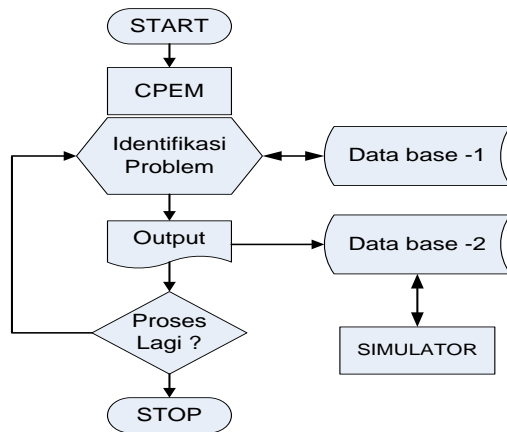 START
CPEM
Identifikasi
Problem
Data base -1
Output
Data base -2
Proses
Lagi ?
SIMULATOR
STOP